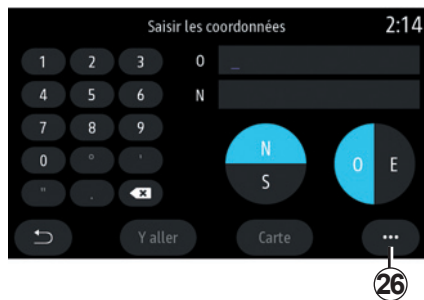 Saisir les coordonnées 2:14
1 2 3 O _
4 5 6 N
7 8 9
0 ° '
" .
N
S
O E
Y aller Carte ...
26